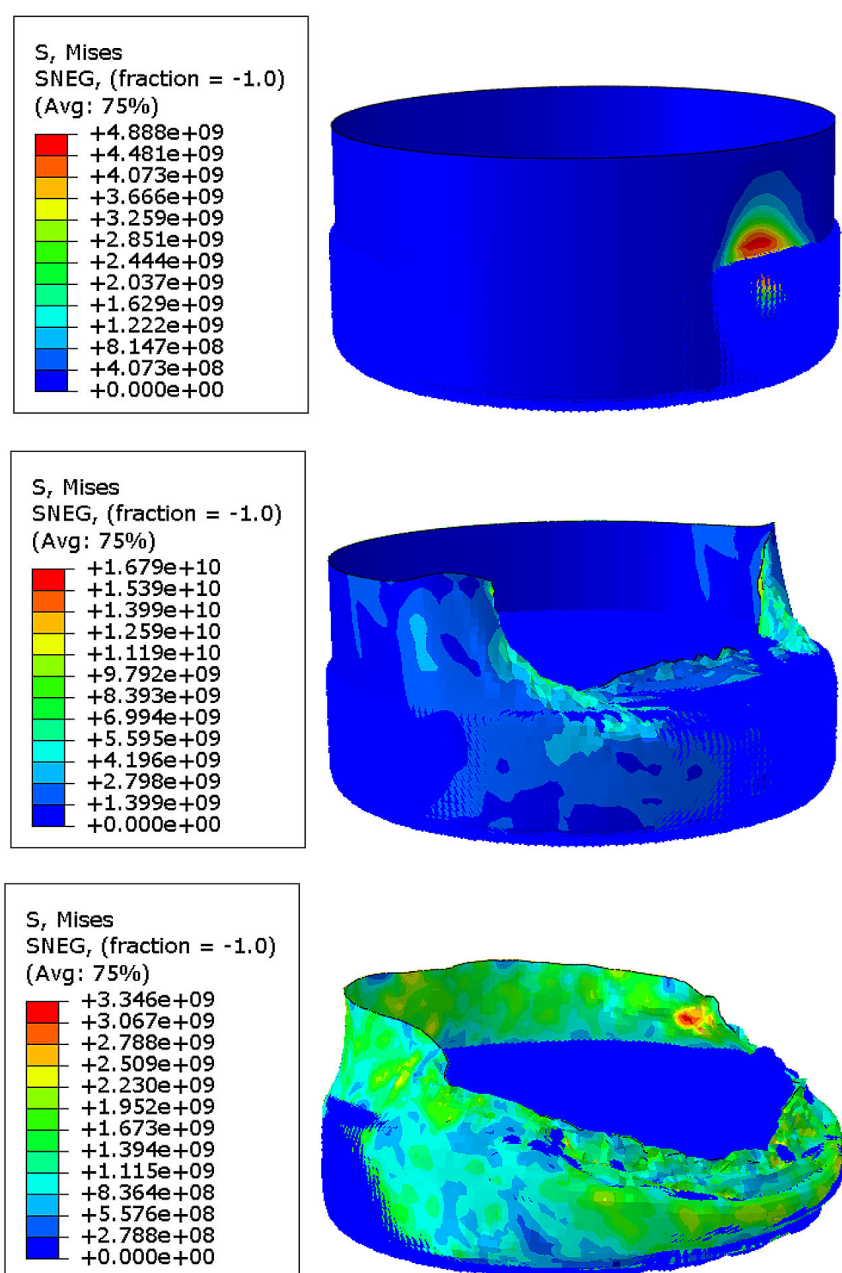 S, Mises
SNEG, (fraction = -1.0)
(Avg: 75%)
+4.888e+09
+4.481e+09
+4.073e+09
+3.666e+09
+3.259e+09
+2.851e+09
+2.444e+09
+2.037e+09
+1.629e+09
+1.222e+09
+8.147e+08
+4.073e+08
+0.000e+00
S, Mises
SNEG, (fraction = -1.0)
(Avg: 75%)
+1.679e+10
+1.539e+10
+1.399e+10
+1.259e+10
+1.119e+10
+9.792e+09
+8.393e+09
+6.994e+09
+5.595e+09
+4.196e+09
+2.798e+09
+1.399e+09
+0.000e+00
S, Mises
SNEG, (fraction = -1.0)
(Avg: 75%)
+3.346e+09
+3.067e+09
+2.788e+09
+2.509e+09
+2.230e+09
+1.952e+09
+1.673e+09
+1.394e+09
+1.115e+09
+8.364e+08
+5.576e+08
+2.788e+08
+0.000e+00